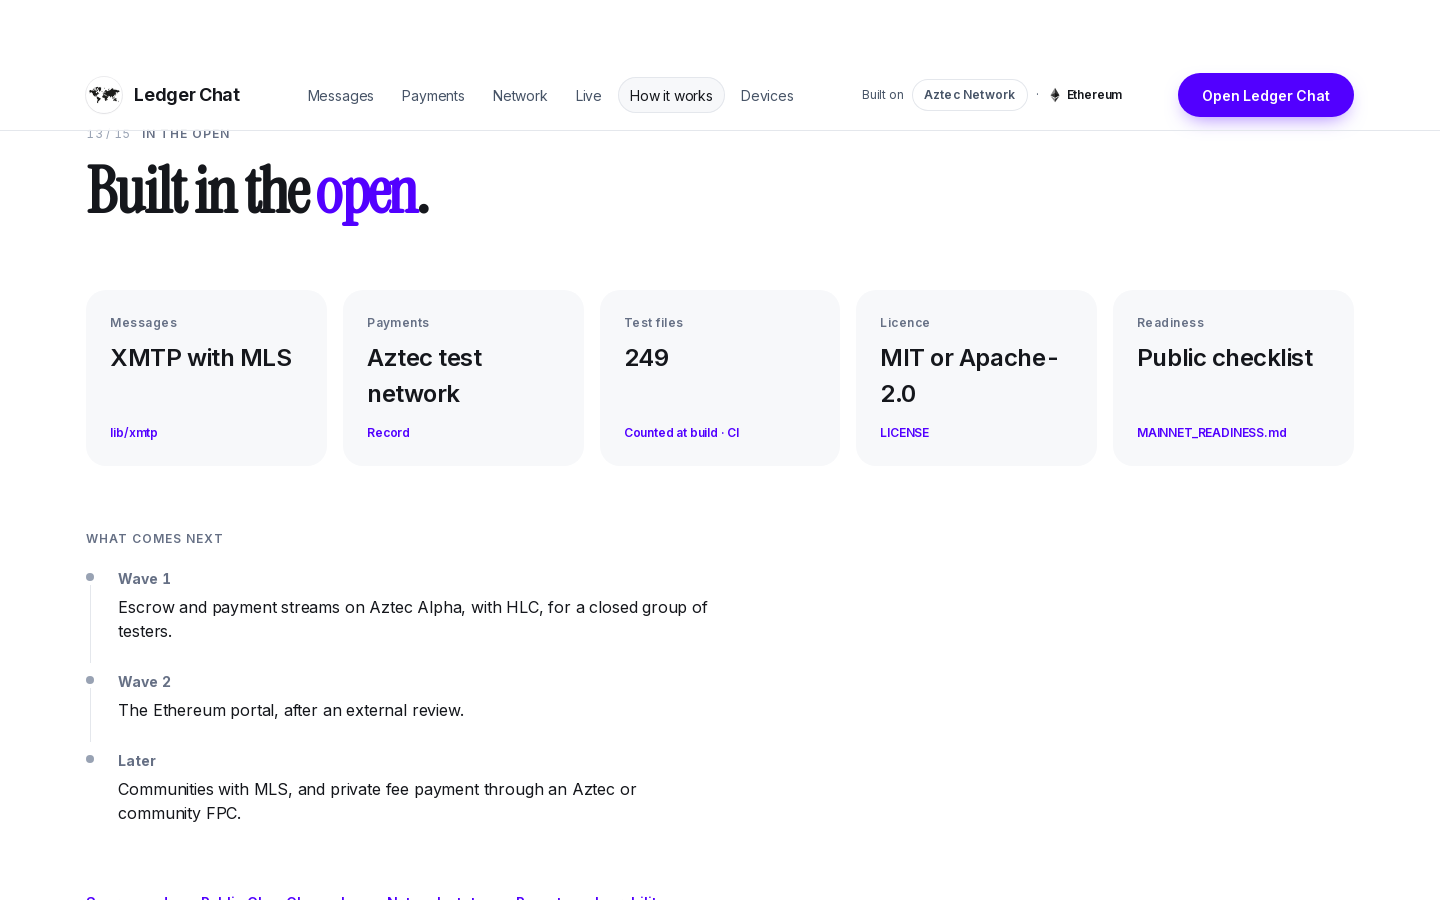 Ledger Chat
Messages
Payments
Network
Live
How it works
Devices
Built on
Aztec Network
·
Ethereum
Open Ledger Chat
13 / 15 IN THE OPEN
Built in the open.
Messages
XMTP with MLS
lib/xmtp
Payments
Aztec test
network
Record
Test files
249
Counted at build · CI
Licence
MIT or Apache-
2.0
LICENSE
Readiness
Public checklist
MAINNET_READINESS.md
WHAT COMES NEXT
Wave 1
Escrow and payment streams on Aztec Alpha, with HLC, for a closed group of
testers.
Wave 2
The Ethereum portal, after an external review.
Later
Communities with MLS, and private fee payment through an Aztec or
community FPC.